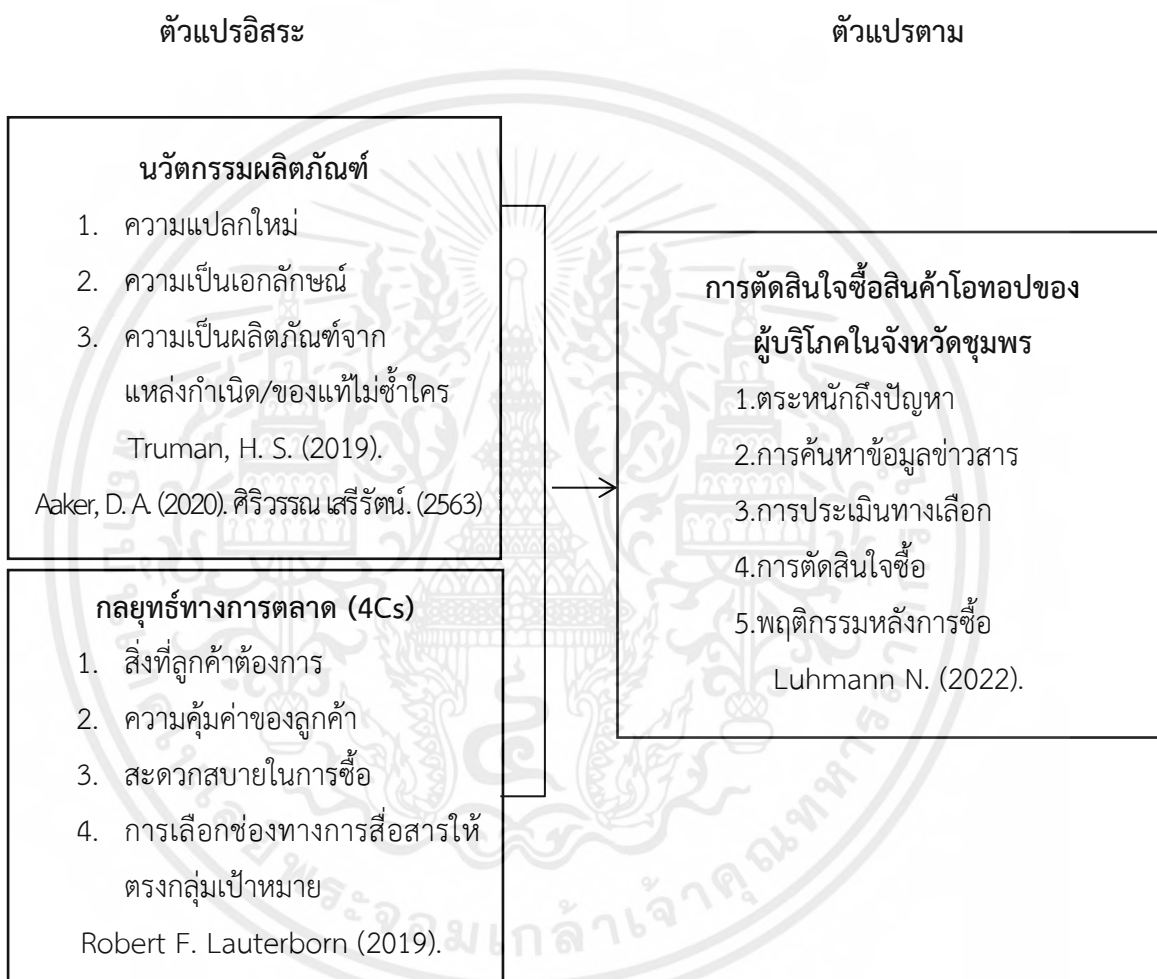 ตัวแปรอิสระ
ตัวแปรตาม
นวัตกรรมผลิตภัณฑ์
1. ความแปลกใหม่
2. ความเป็นเอกลักษณ์
3. ความเป็นผลิตภัณฑ์จาก
แหล่งกำเนิด/ของแท้ไม่ซ้ำใคร
Truman, H. S. (2019).
Aaker, D. A. (2020). ศิริวรรณ เสรีรัตน์. (2563)
กลยุทธ์ทางการตลาด (4Cs)
1. สิ่งที่ลูกค้าต้องการ
2. ความคุ้มค่าของลูกค้า
3. สะดวกสบายในการซื้อ
4. การเลือกช่องทางการสื่อสารให้
ตรงกลุ่มเป้าหมาย
Robert F. Lauterborn (2019).
การตัดสินใจซื้อสินค้าโอทอปของ
ผู้บริโภคในจังหวัดชุมพร
1.ตระหนักถึงปัญหา
2.การค้นหาข้อมูลข่าวสาร
3.การประเมินทางเลือก
4.การตัดสินใจซื้อ
5.พฤติกรรมหลังการซื้อ
Luhmann N. (2022).